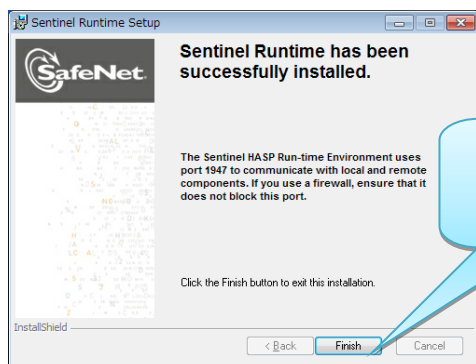 Sentinel Runtime Setup
SafeNet.
Sentinel Runtime has been
successfully installed.
The Sentinel HASP Run-time Environment uses
port 1947 to communicate with local and remote
components. If you use a firewall, ensure that it
does not block this port.
Click the Finish button to exit this installation.
InstallShield
< Back
Finish
Cancel